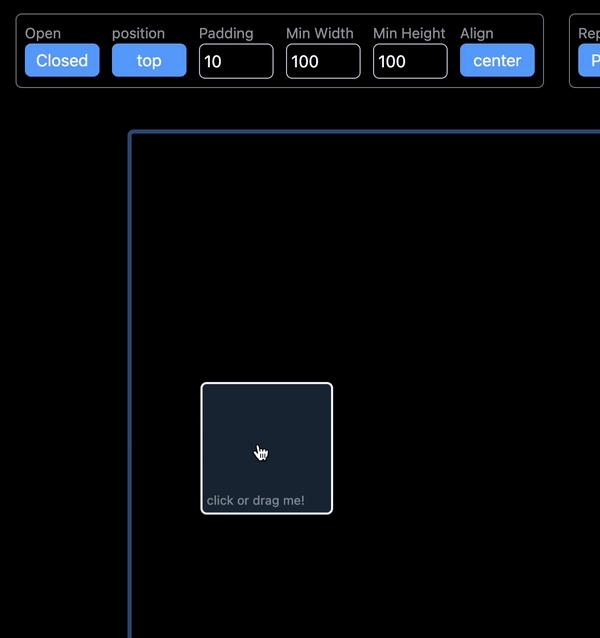 Open position Padding Min Width Min Height Align Rep
Closed top 10 100 100 center P
click or drag me!